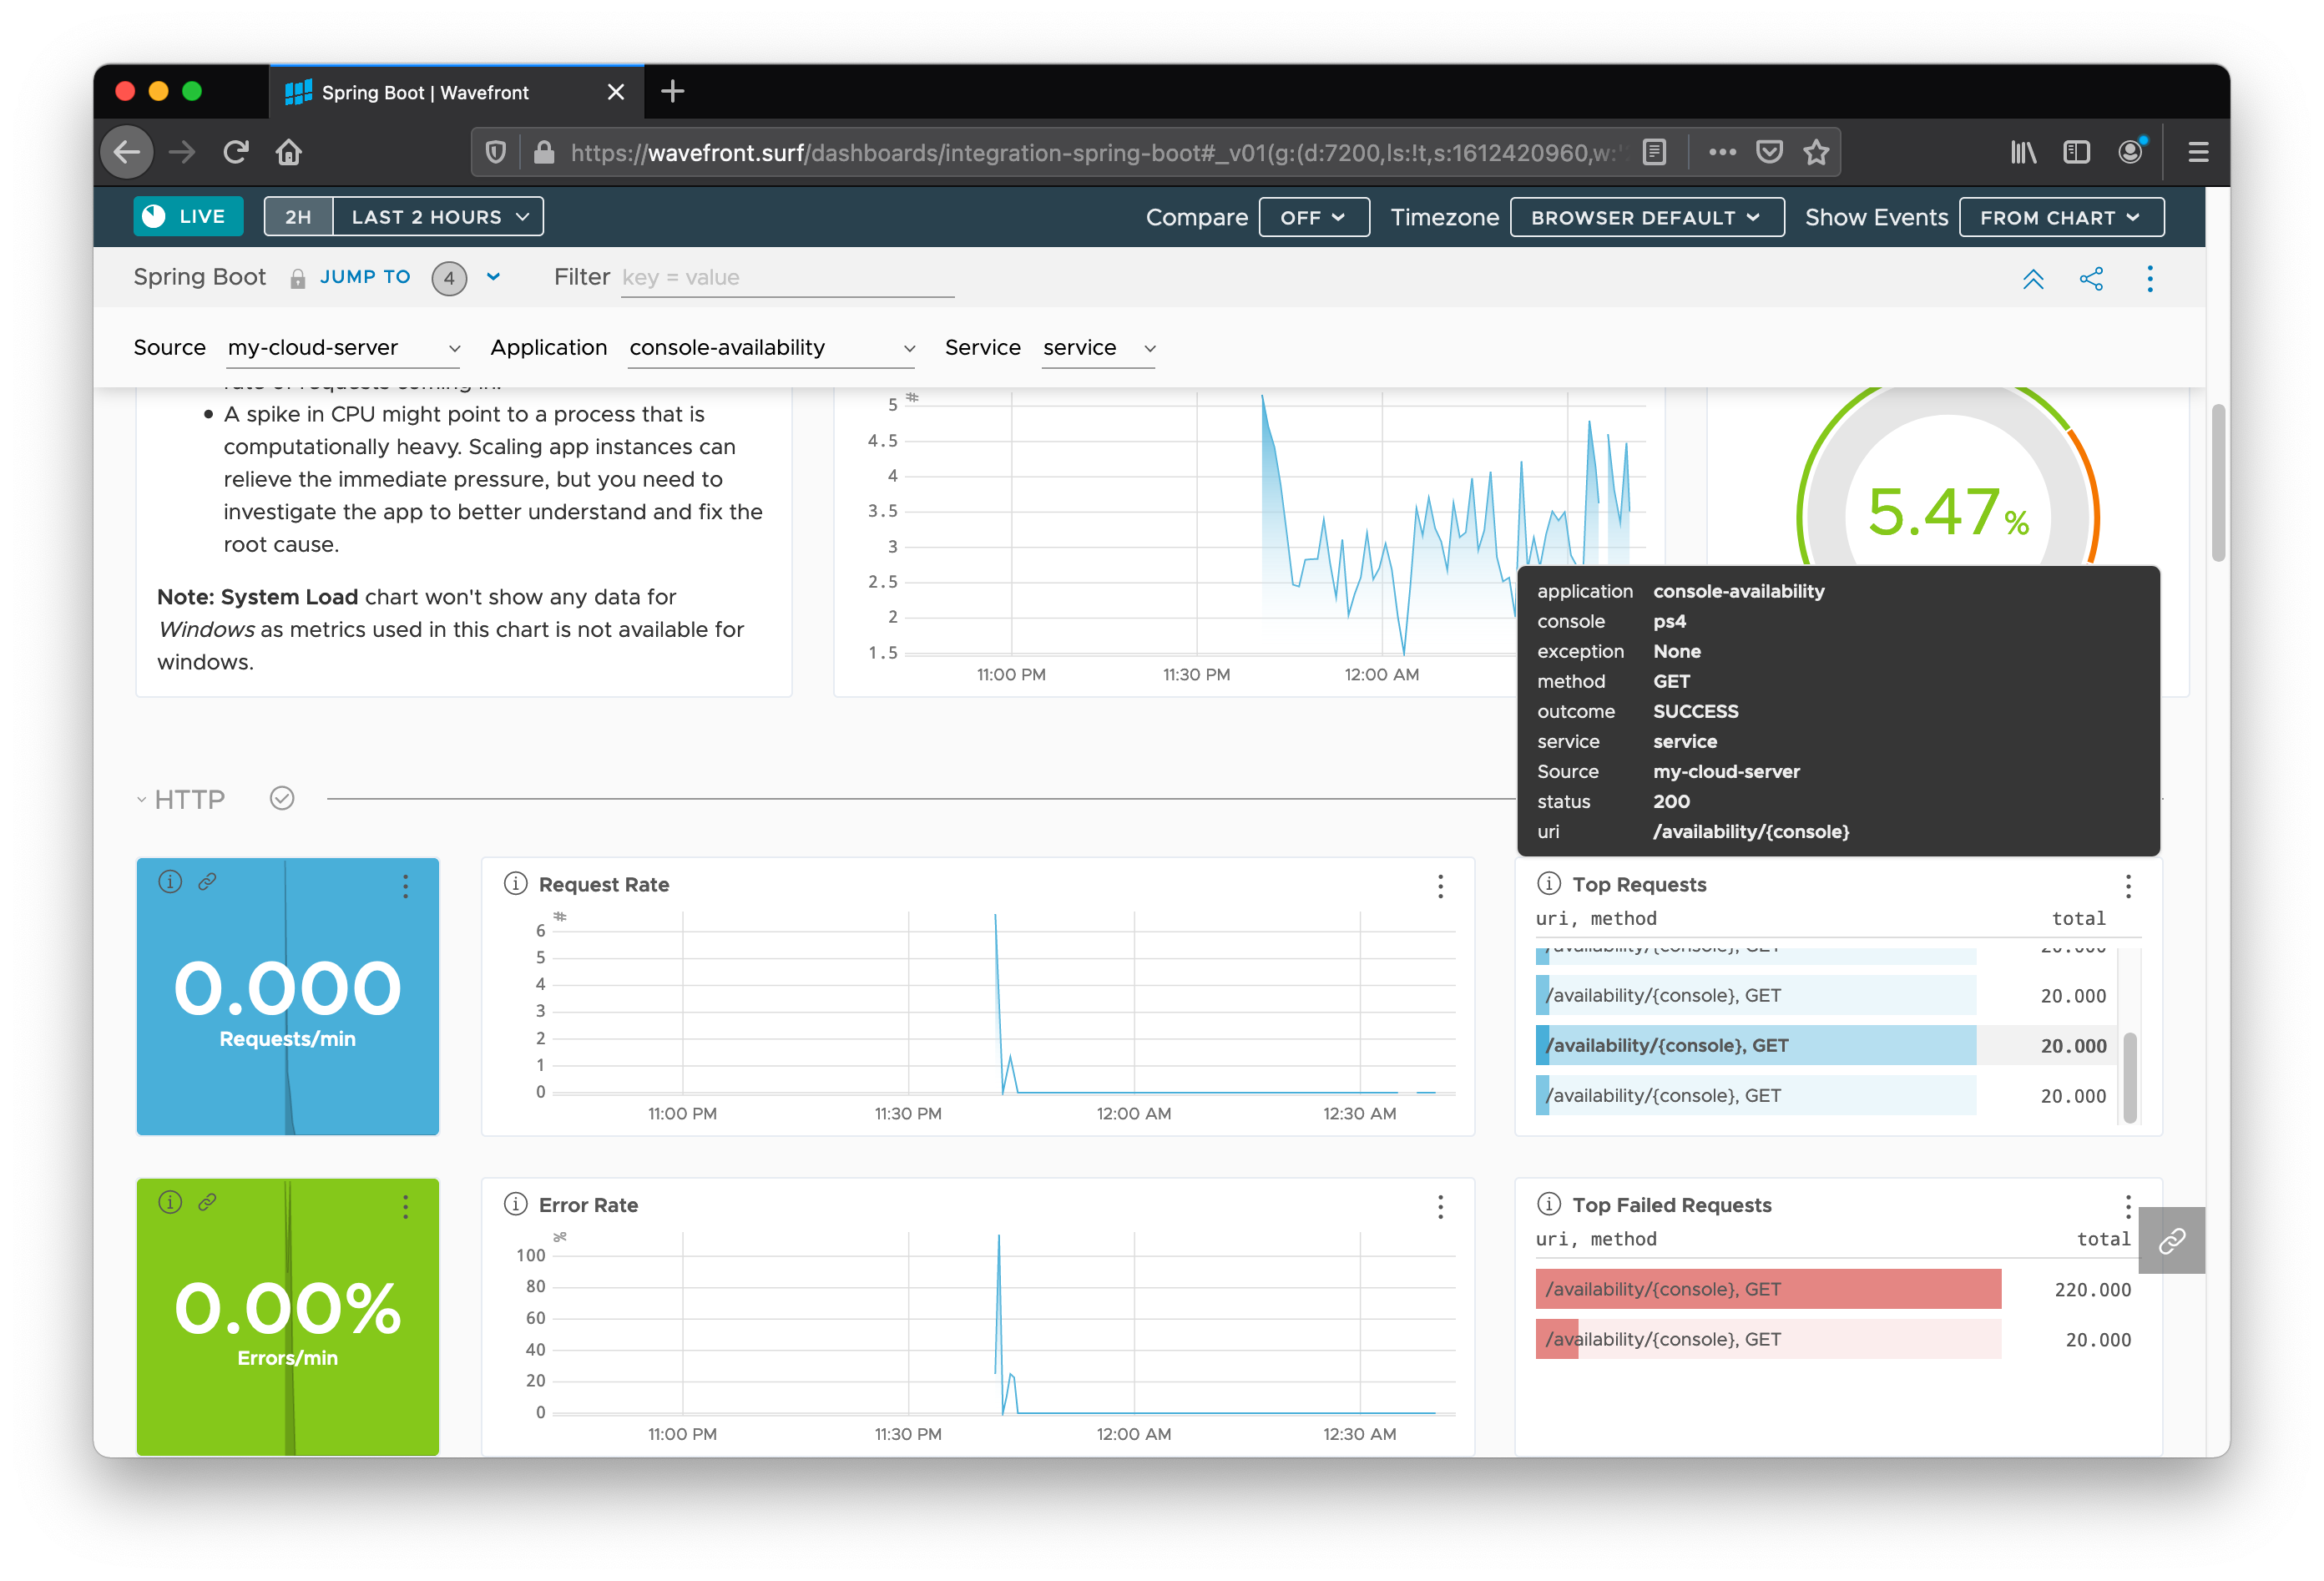 Spring Boot | Wavefront
https://wavefront.surf/dashboards/integration-spring-boot#_v01(g:(d:7200,ls:!t,s:1612420960,w:'
LIVE
2H
LAST 2 HOURS
Compare
OFF
Timezone
BROWSER DEFAULT
Show Events
FROM CHART
Spring Boot
JUMP TO
4
Filter
key = value
Source
my-cloud-server
Application
console-availability
Service
service
rate of requests coming in.
• A spike in CPU might point to a process that is
computationally heavy. Scaling app instances can
relieve the immediate pressure, but you need to
investigate the app to better understand and fix the
root cause.
Note: System Load chart won't show any data for
Windows as metrics used in this chart is not available for
windows.
#
5
4.5
4
3.5
3
2.5
2
1.5
11:00 PM
11:30 PM
12:00 AM
5.47%
application console-availability
console ps4
exception None
method GET
outcome SUCCESS
service service
Source my-cloud-server
status 200
uri /availability/{console}
HTTP
0.000
Requests/min
Request Rate
#
6
5
4
3
2
1
0
11:00 PM
11:30 PM
12:00 AM
12:30 AM
Top Requests
uri, method total
/availability/{console}, GET 20.000
/availability/{console}, GET 20.000
/availability/{console}, GET 20.000
/availability/{console}, GET 20.000
0.00%
Errors/min
Error Rate
%
100
80
60
40
20
0
11:00 PM
11:30 PM
12:00 AM
12:30 AM
Top Failed Requests
uri, method total
/availability/{console}, GET 220.000
/availability/{console}, GET 20.000